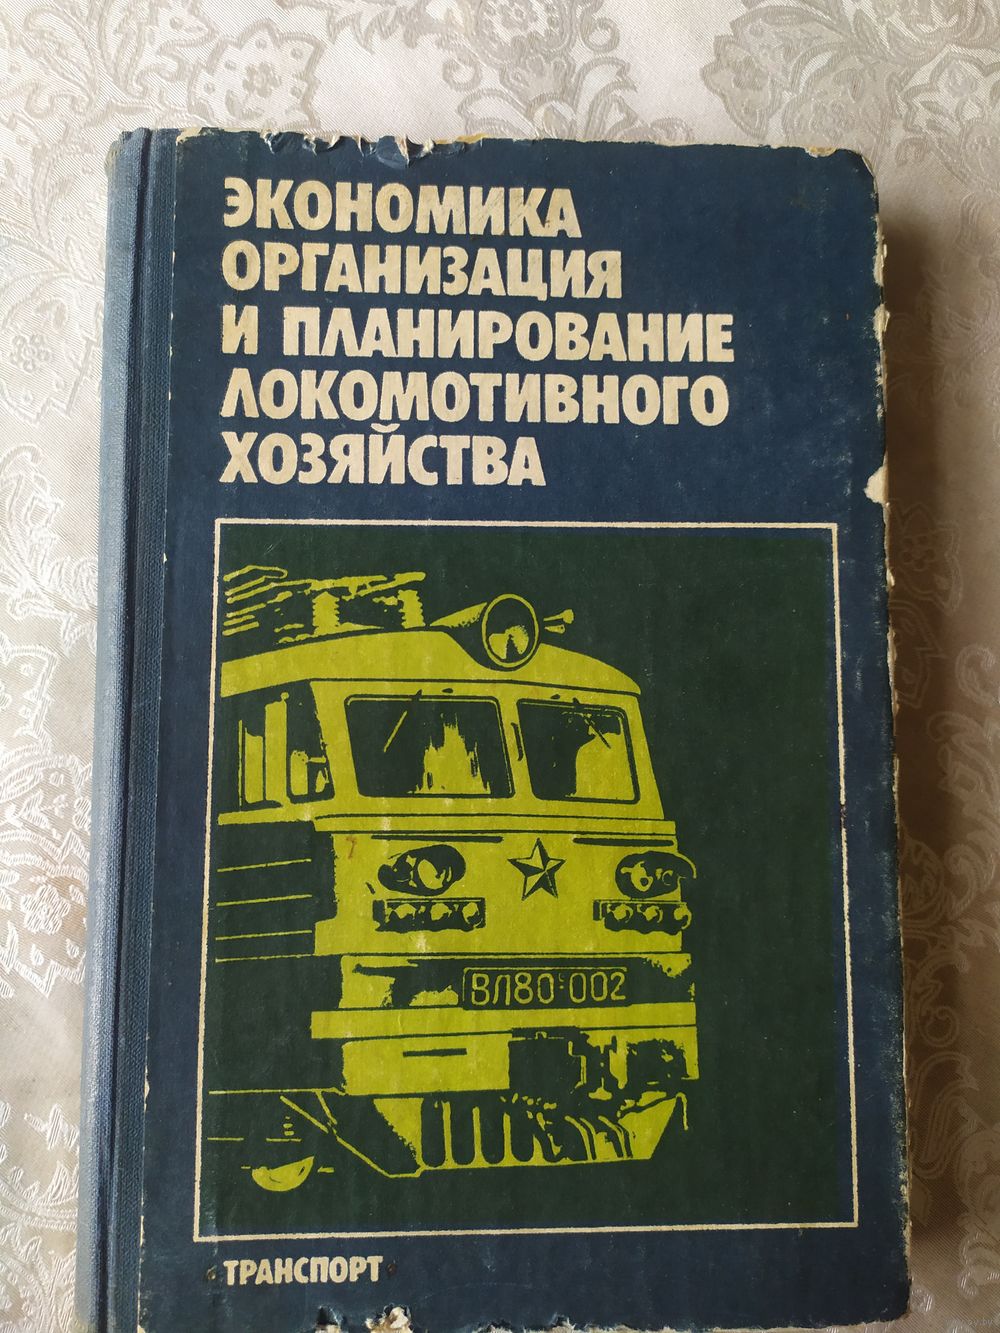 ЭКОНОМИКА
ОРГАНИЗАЦИЯ
И ПЛАНИРОВАНИЕ
ЛОКОМОТИВНОГО
ХОЗЯЙСТВА
ВЛ80-002
«ТРАНСПОРТ»